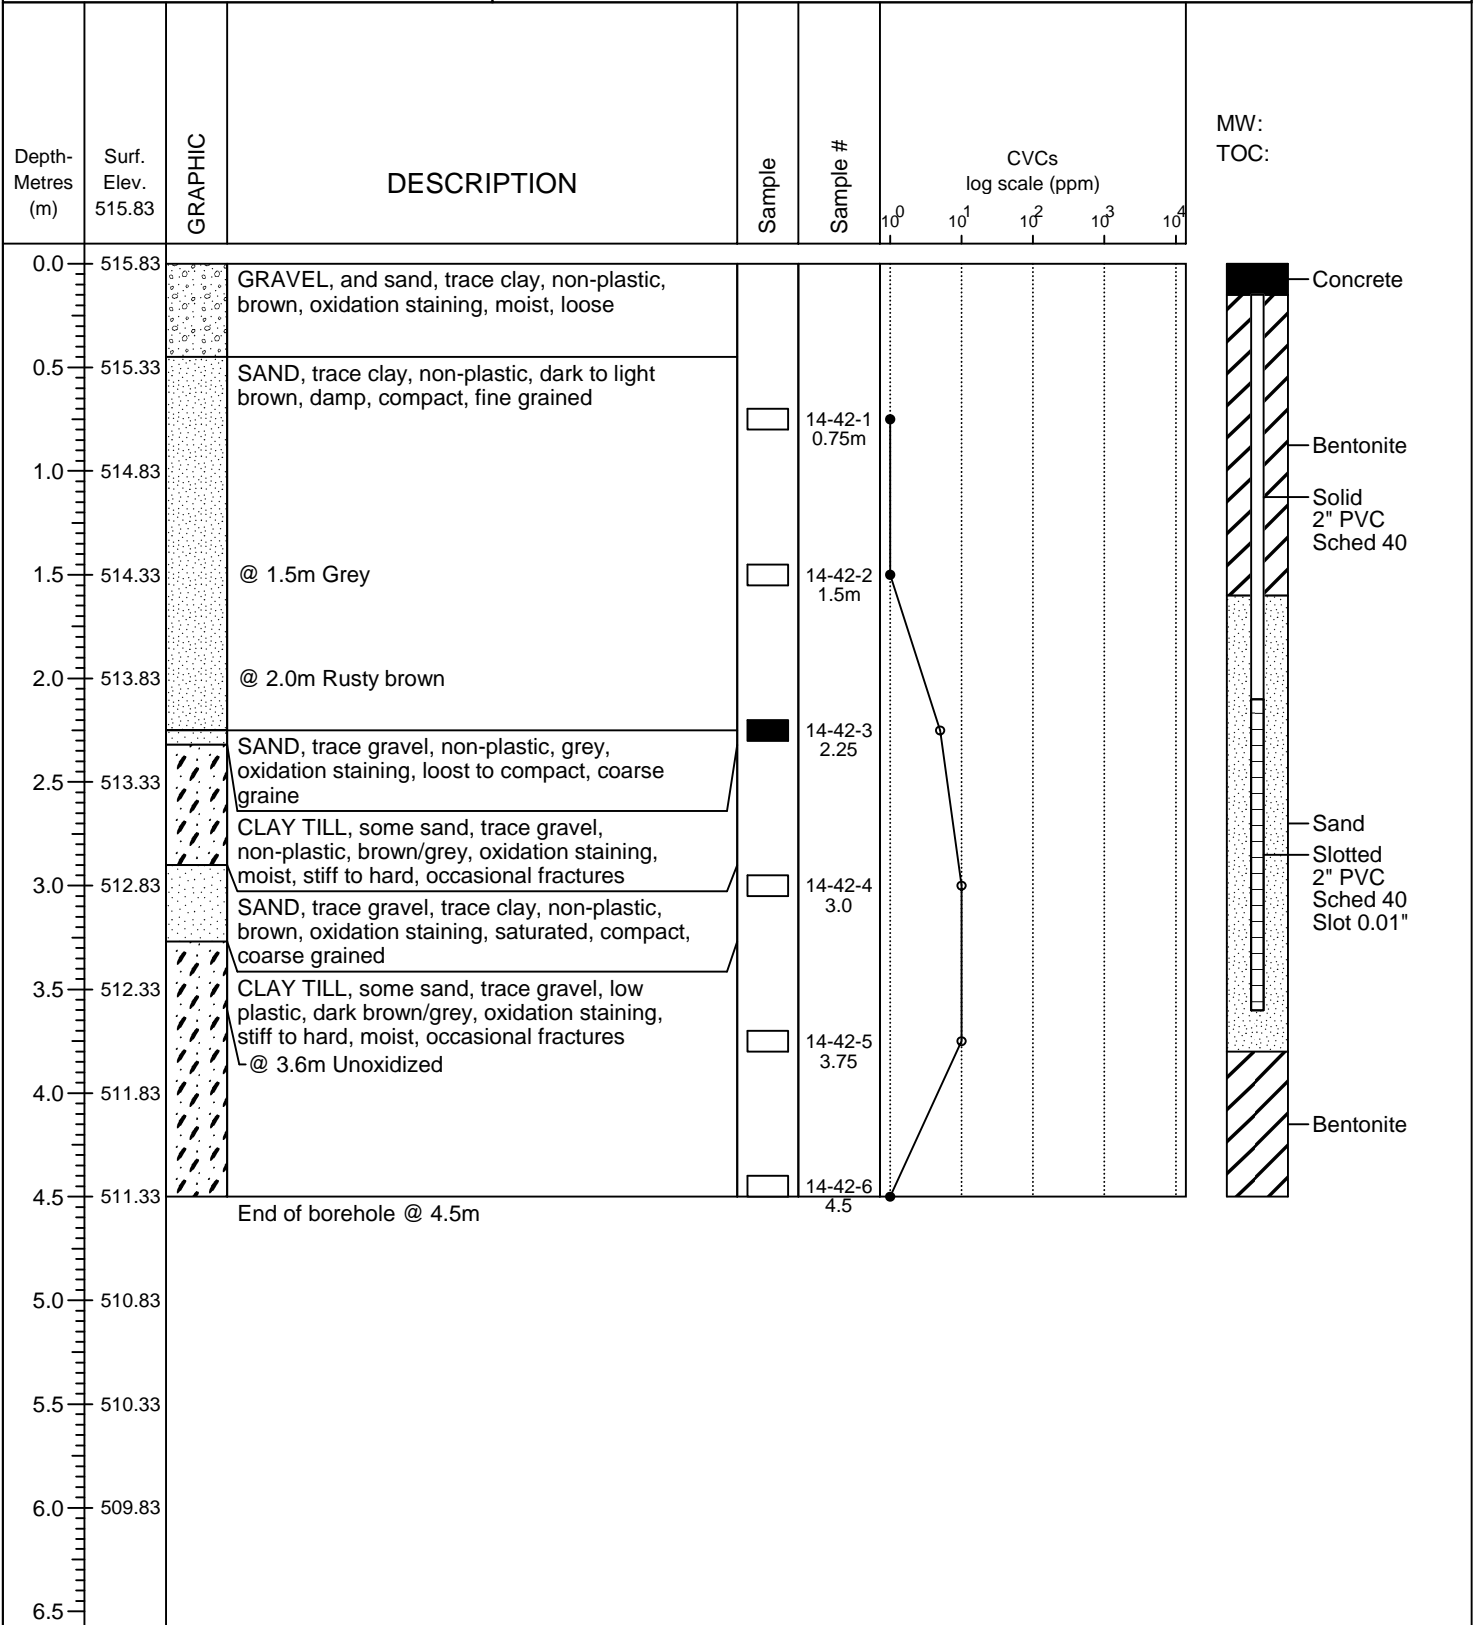 Depth-
Metres
(m)
Surf.
Elev.
515.83
GRAPHIC
DESCRIPTION
Sample
Sample #
CVCs
log scale (ppm)
10^0 10^1 10^2 10^3 10^4
MW:
TOC:
0.0 515.83
GRAVEL, and sand, trace clay, non-plastic,
brown, oxidation staining, moist, loose
Concrete
0.5 515.33
SAND, trace clay, non-plastic, dark to light
brown, damp, compact, fine grained
14-42-1
0.75m
Bentonite
1.0 514.83
Solid
2" PVC
Sched 40
1.5 514.33
@ 1.5m Grey
14-42-2
1.5m
2.0 513.83
@ 2.0m Rusty brown
14-42-3
2.25
SAND, trace gravel, non-plastic, grey,
oxidation staining, loost to compact, coarse
graine
2.5 513.33
CLAY TILL, some sand, trace gravel,
non-plastic, brown/grey, oxidation staining,
moist, stiff to hard, occasional fractures
Sand
Slotted
2" PVC
Sched 40
Slot 0.01"
3.0 512.83
14-42-4
3.0
SAND, trace gravel, trace clay, non-plastic,
brown, oxidation staining, saturated, compact,
coarse grained
3.5 512.33
CLAY TILL, some sand, trace gravel, low
plastic, dark brown/grey, oxidation staining,
stiff to hard, moist, occasional fractures
@ 3.6m Unoxidized
14-42-5
3.75
4.0 511.83
Bentonite
4.5 511.33
14-42-6
4.5
End of borehole @ 4.5m
5.0 510.83
5.5 510.33
6.0 509.83
6.5